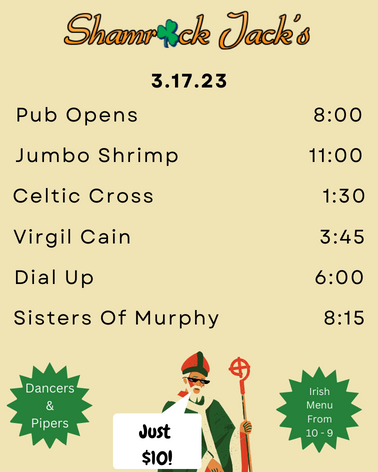 Shamrock Jack's
3.17.23
Pub Opens 8:00
Jumbo Shrimp 11:00
Celtic Cross 1:30
Virgil Cain 3:45
Dial Up 6:00
Sisters Of Murphy 8:15
Dancers
&
Pipers
Just
$10!
Irish
Menu
From
10 - 9